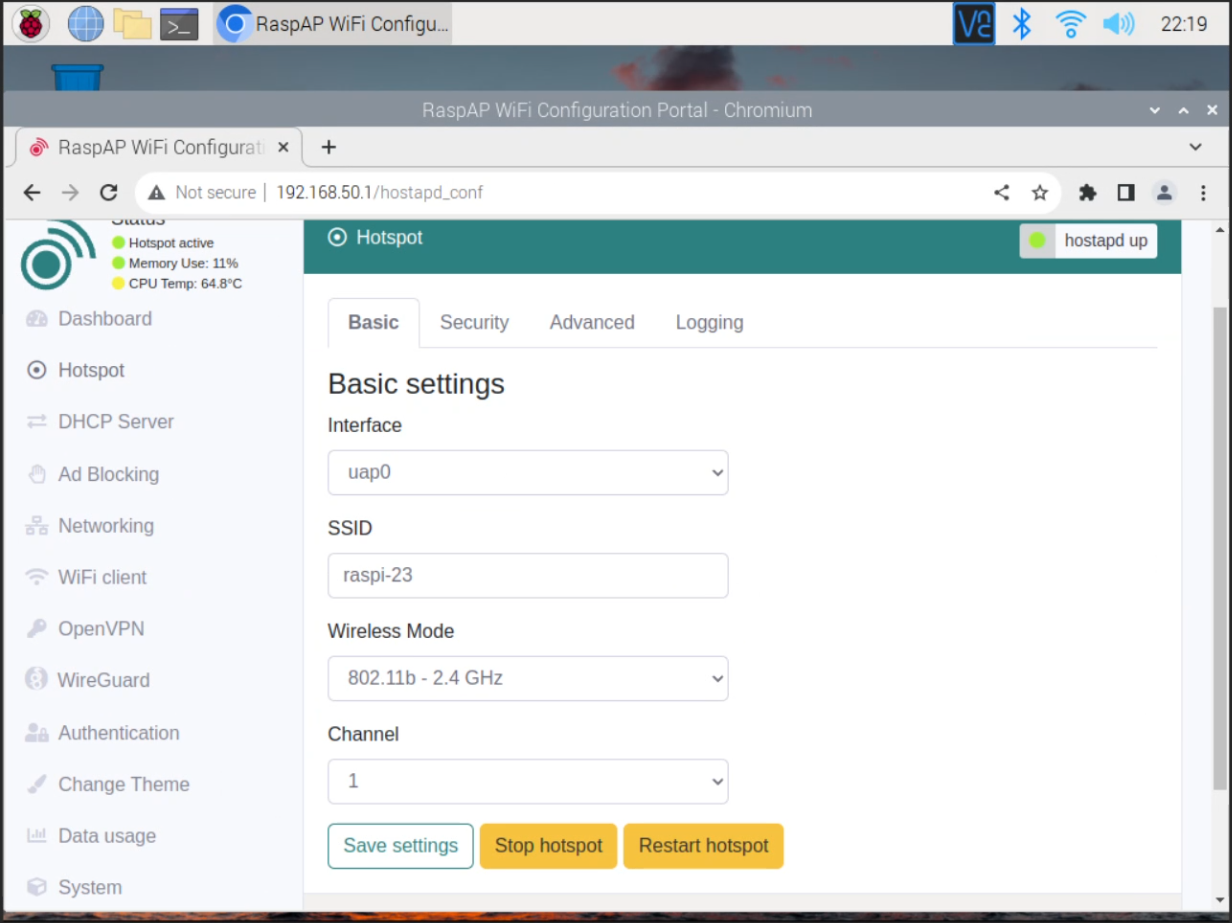 RaspAP WiFi Configu...
22:19
RaspAP WiFi Configuration Portal - Chromium
RaspAP WiFi Configurati
Not secure | 192.168.50.1/hostapd_conf
Status
Hotspot active
Memory Use: 11%
CPU Temp: 64.8°C
Dashboard
Hotspot
DHCP Server
Ad Blocking
Networking
WiFi client
OpenVPN
WireGuard
Authentication
Change Theme
Data usage
System
Hotspot
hostapd up
Basic Security Advanced Logging
Basic settings
Interface
uap0
SSID
raspi-23
Wireless Mode
802.11b - 2.4 GHz
Channel
1
Save settings Stop hotspot Restart hotspot